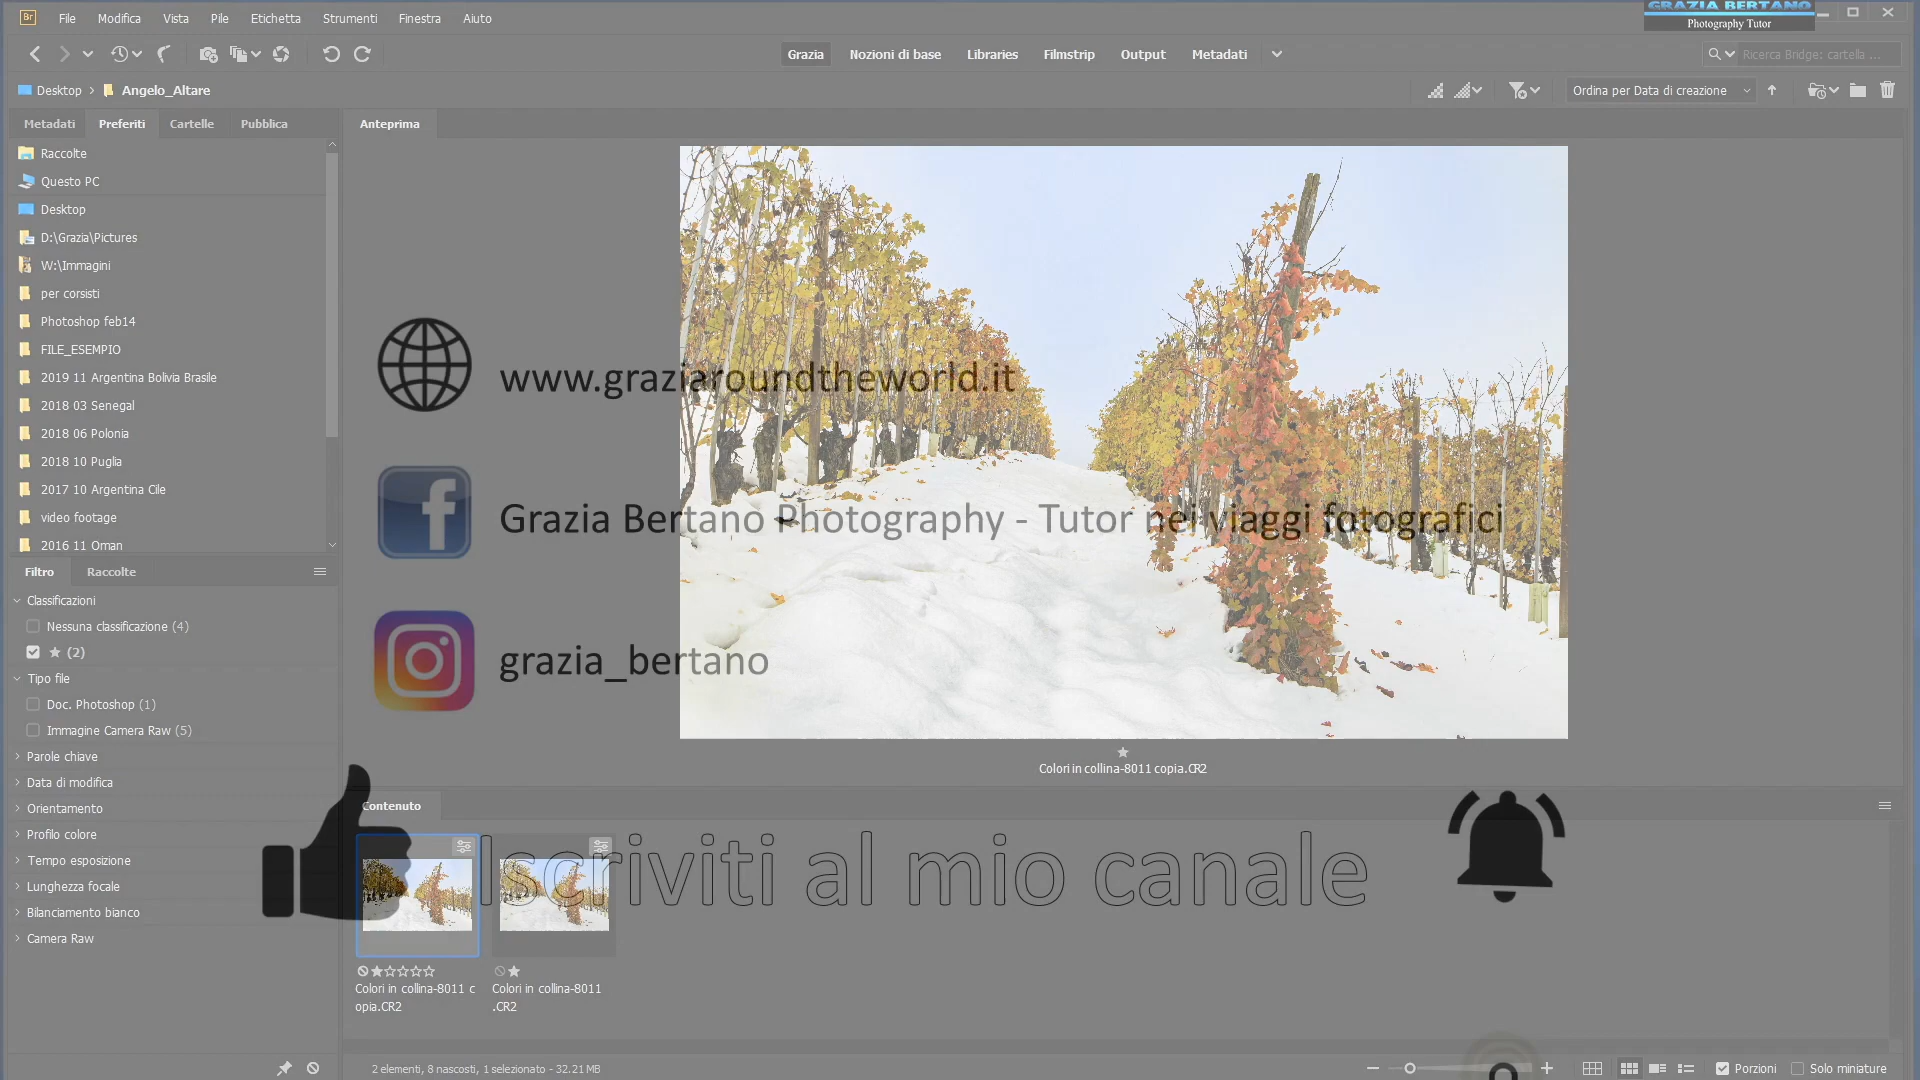 Br File Modifica Vista Pile Etichetta Strumenti Finestra Aiuto
GRAZIA BERTANO
Photography Tutor
Grazia Nozioni di base Libraries Filmstrip Output Metadati
Ricerca Bridge: cartella ...
Desktop Angelo_Altare
Ordina per Data di creazione
Metadati Preferiti Cartelle Pubblica
Anteprima
Raccolte
Questo PC
Desktop
D:\Grazia\Pictures
W:\Immagini
per corsisti
Photoshop feb14
FILE_ESEMPIO
2019 11 Argentina Bolivia Brasile
2018 03 Senegal
2018 06 Polonia
2018 10 Puglia
2017 10 Argentina Cile
video footage
2016 11 Oman
www.graziaroundtheworld.it
Grazia Bertano Photography - Tutor nei viaggi fotografici
grazia_bertano
Filtro Raccolte
Classificazioni
Nessuna classificazione (4)
★ (2)
Tipo file
Doc. Photoshop (1)
Immagine Camera Raw (5)
Parole chiave
Data di modifica
Orientamento
Profilo colore
Tempo esposizione
Lunghezza focale
Bilanciamento bianco
Camera Raw
Colori in collina-8011 copia.CR2
Contenuto
Iscriviti al mio canale
Colori in collina-8011 c
opia.CR2
Colori in collina-8011
.CR2
2 elementi, 8 nascosti, 1 selezionato - 32.21 MB
Porzioni Solo miniature